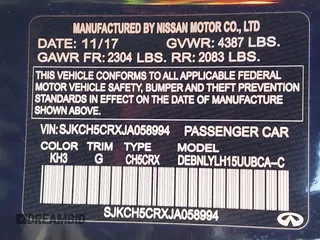 MANUFACTURED BY NISSAN MOTOR CO., LTD
DATE: 11/17 GVWR: 4387 LBS.
GAWR FR: 2304 LBS. RR: 2083 LBS.
THIS VEHICLE CONFORMS TO ALL APPLICABLE FEDERAL
MOTOR VEHICLE SAFETY, BUMPER, AND THEFT PREVENTION
STANDARDS IN EFFECT ON THE DATE OF MANUFACTURE
SHOWN ABOVE.
VIN: SJKCH5CRXJA058994 PASSENGER CAR
COLOR TRIM MODEL
KH3 G CH5CRX DEBNLYLH15UUBCA-C
SJKCH5CRXJA058994
INFINITI
DREAMBID